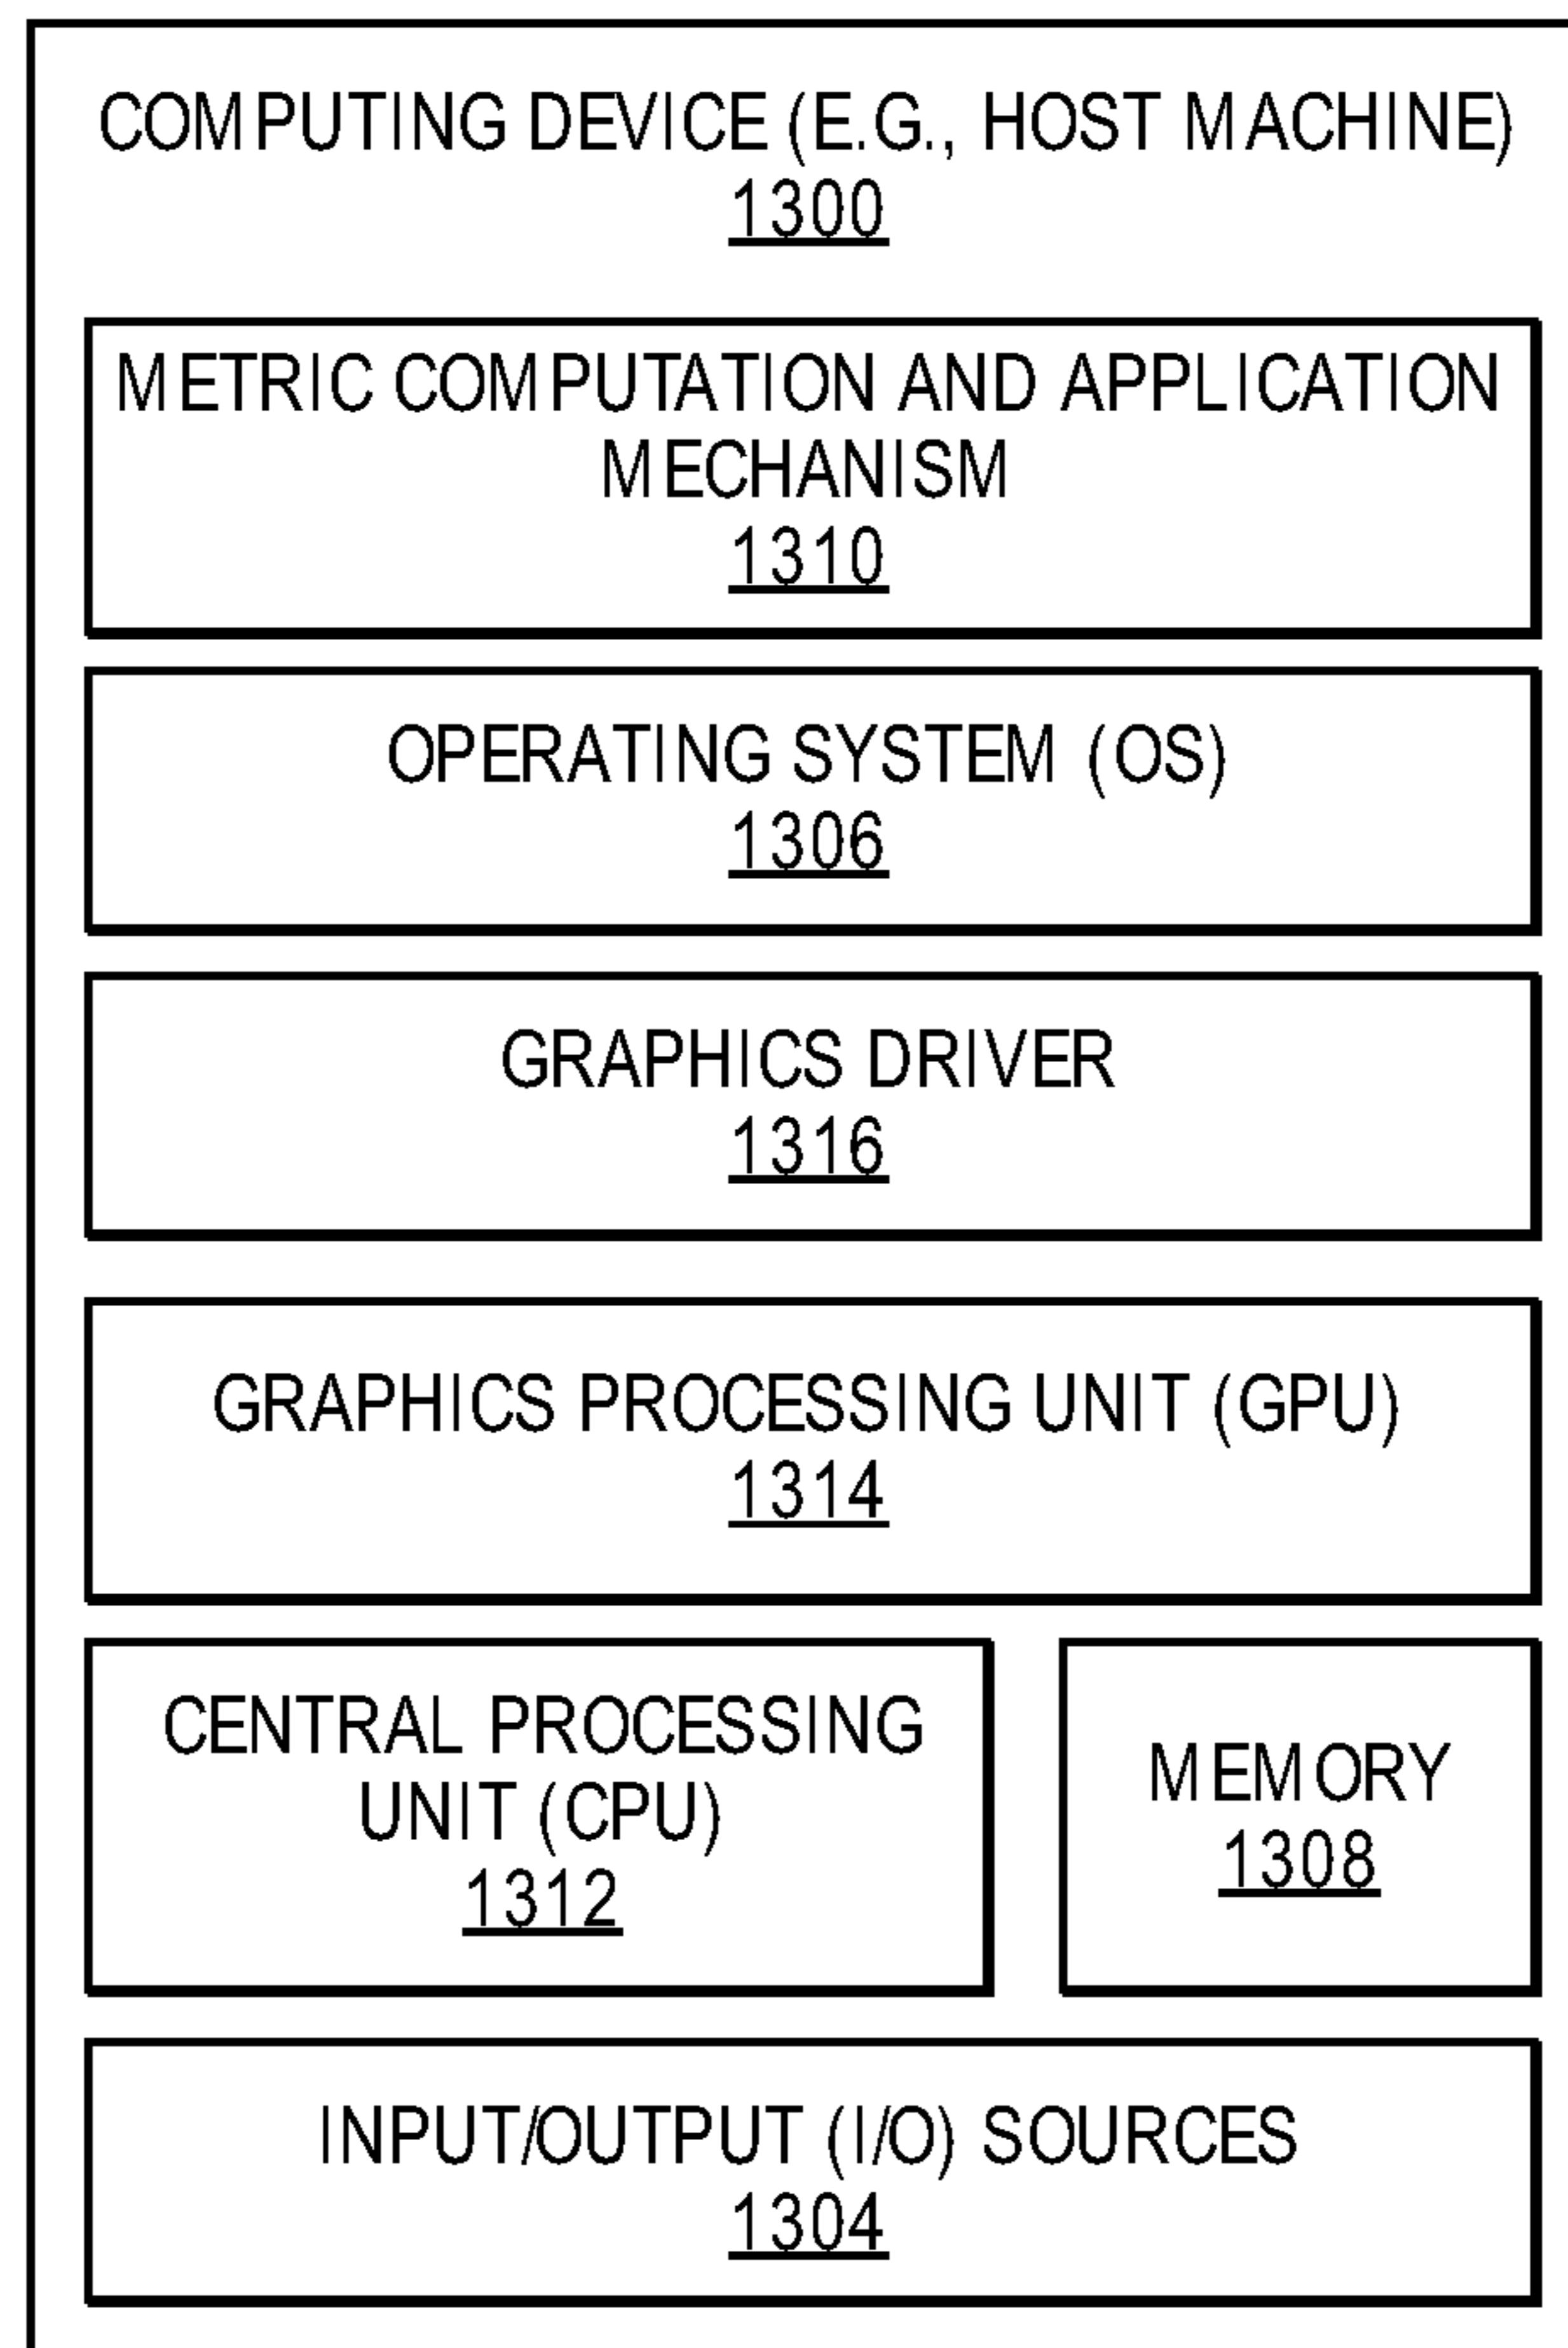 COMPUTING DEVICE (E.G., HOST MACHINE)
1300
METRIC COMPUTATION AND APPLICATION
MECHANISM
1310
OPERATING SYSTEM (OS)
1306
GRAPHICS DRIVER
1316
GRAPHICS PROCESSING UNIT (GPU)
1314
CENTRAL PROCESSING
UNIT (CPU)
1312
MEMORY
1308
INPUT/OUTPUT (I/O) SOURCES
1304